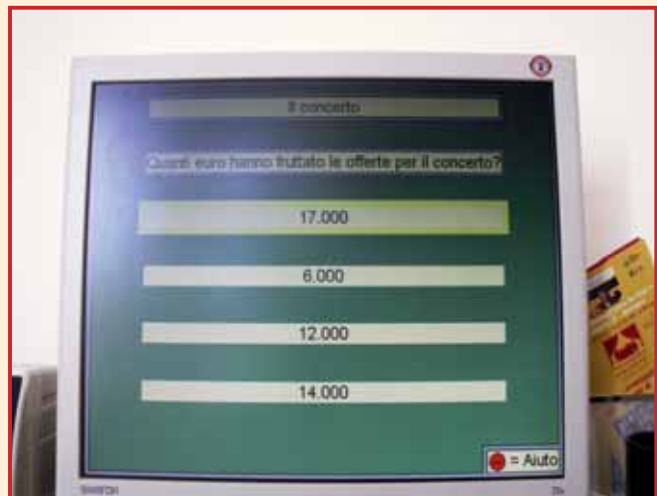 Il concerto
Quanti euro hanno fruttato le offerte per il concerto?
17.000
6.000
12.000
14.000
= Aiuto